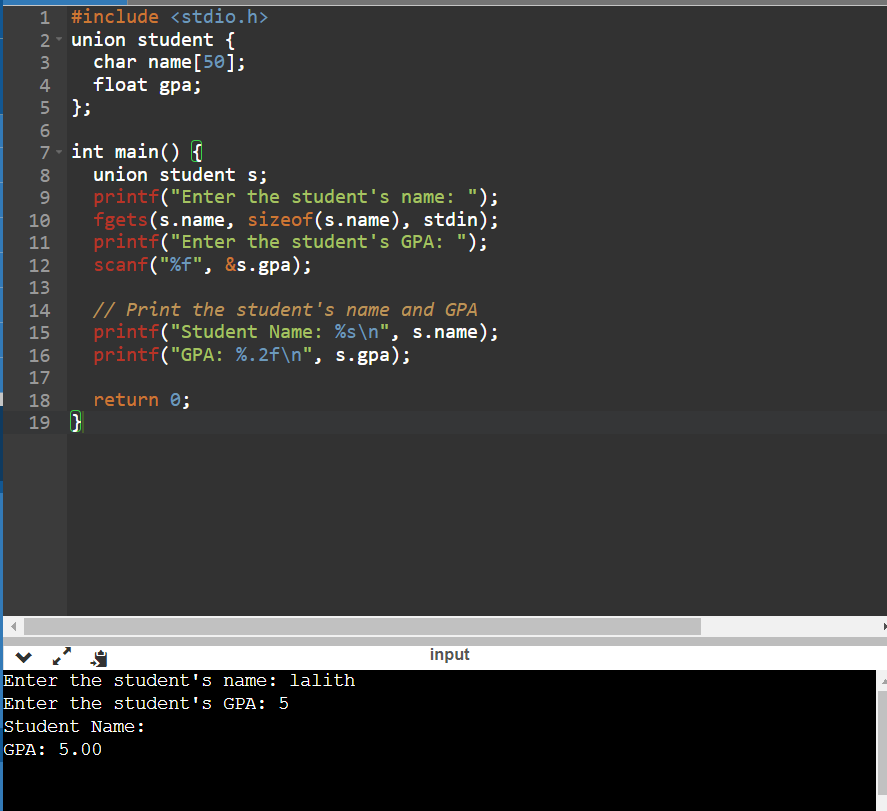 1 #include <stdio.h>
2 union student {
3   char name[50];
4   float gpa;
5 };
6
7 int main() {
8   union student s;
9   printf("Enter the student's name: ");
10   fgets(s.name, sizeof(s.name), stdin);
11   printf("Enter the student's GPA: ");
12   scanf("%f", &s.gpa);
13
14   // Print the student's name and GPA
15   printf("Student Name: %s\n", s.name);
16   printf("GPA: %.2f\n", s.gpa);
17
18   return 0;
19 }
input
Enter the student's name: lalith
Enter the student's GPA: 5
Student Name:
GPA: 5.00